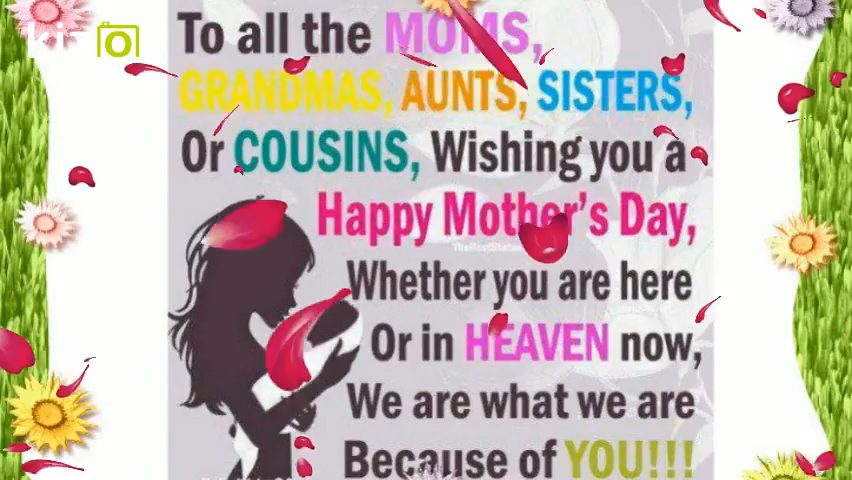 To all the MOMS,
GRANDMAS, AUNTS, SISTERS,
Or COUSINS, Wishing you a
Happy Mother's Day,
Whether you are here
Or in HEAVEN now,
We are what we are
Because of YOU!!!